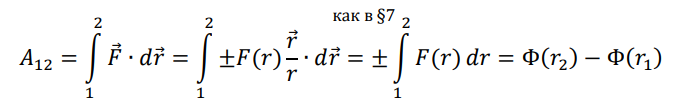 как в §7
A₁₂ = ∫₁² F⃗ · dr⃗ = ∫₁² ±F(r) r⃗/r · dr⃗ = ± ∫₁² F(r) dr = Φ(r₂) − Φ(r₁)